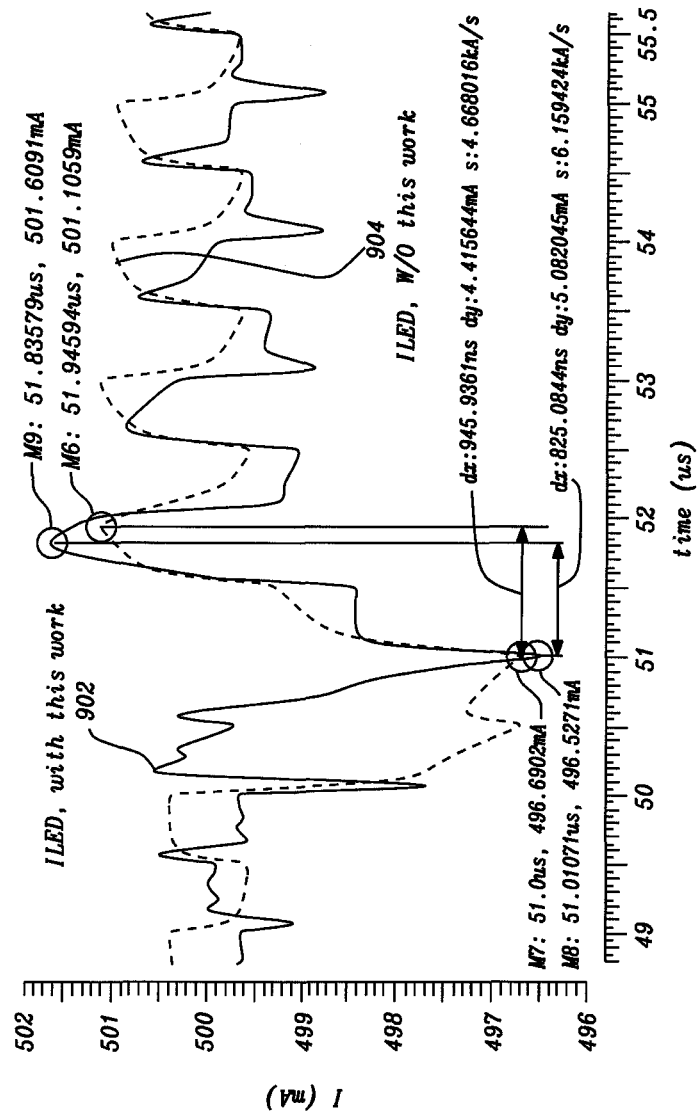 M9: 51.83579us, 501.6091mA
M6: 51.94594us, 501.1059mA
ILED, with this work
902
904
ILED, W/O this work
dx:945.9361ns dy:4.415644mA s:4.668016kA/s
dx:825.0844ns dy:5.082045mA s:6.159424kA/s
M7: 51.0us, 496.6902mA
M8: 51.01071us, 496.5271mA
502
500
499
498
497
496
I (mA)
49
50
51
52
53
54
55
55.5
time (us)